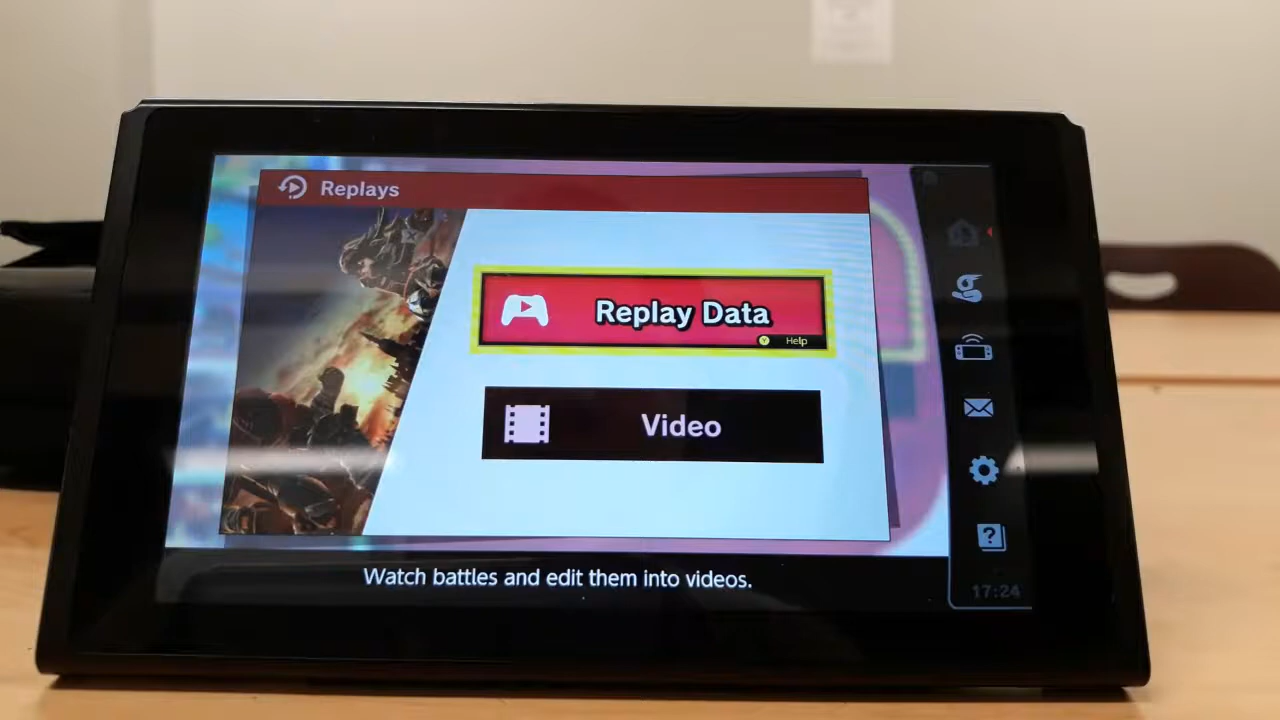 Replays
Replay Data
Y Help
Video
?
Watch battles and edit them into videos.
17:24